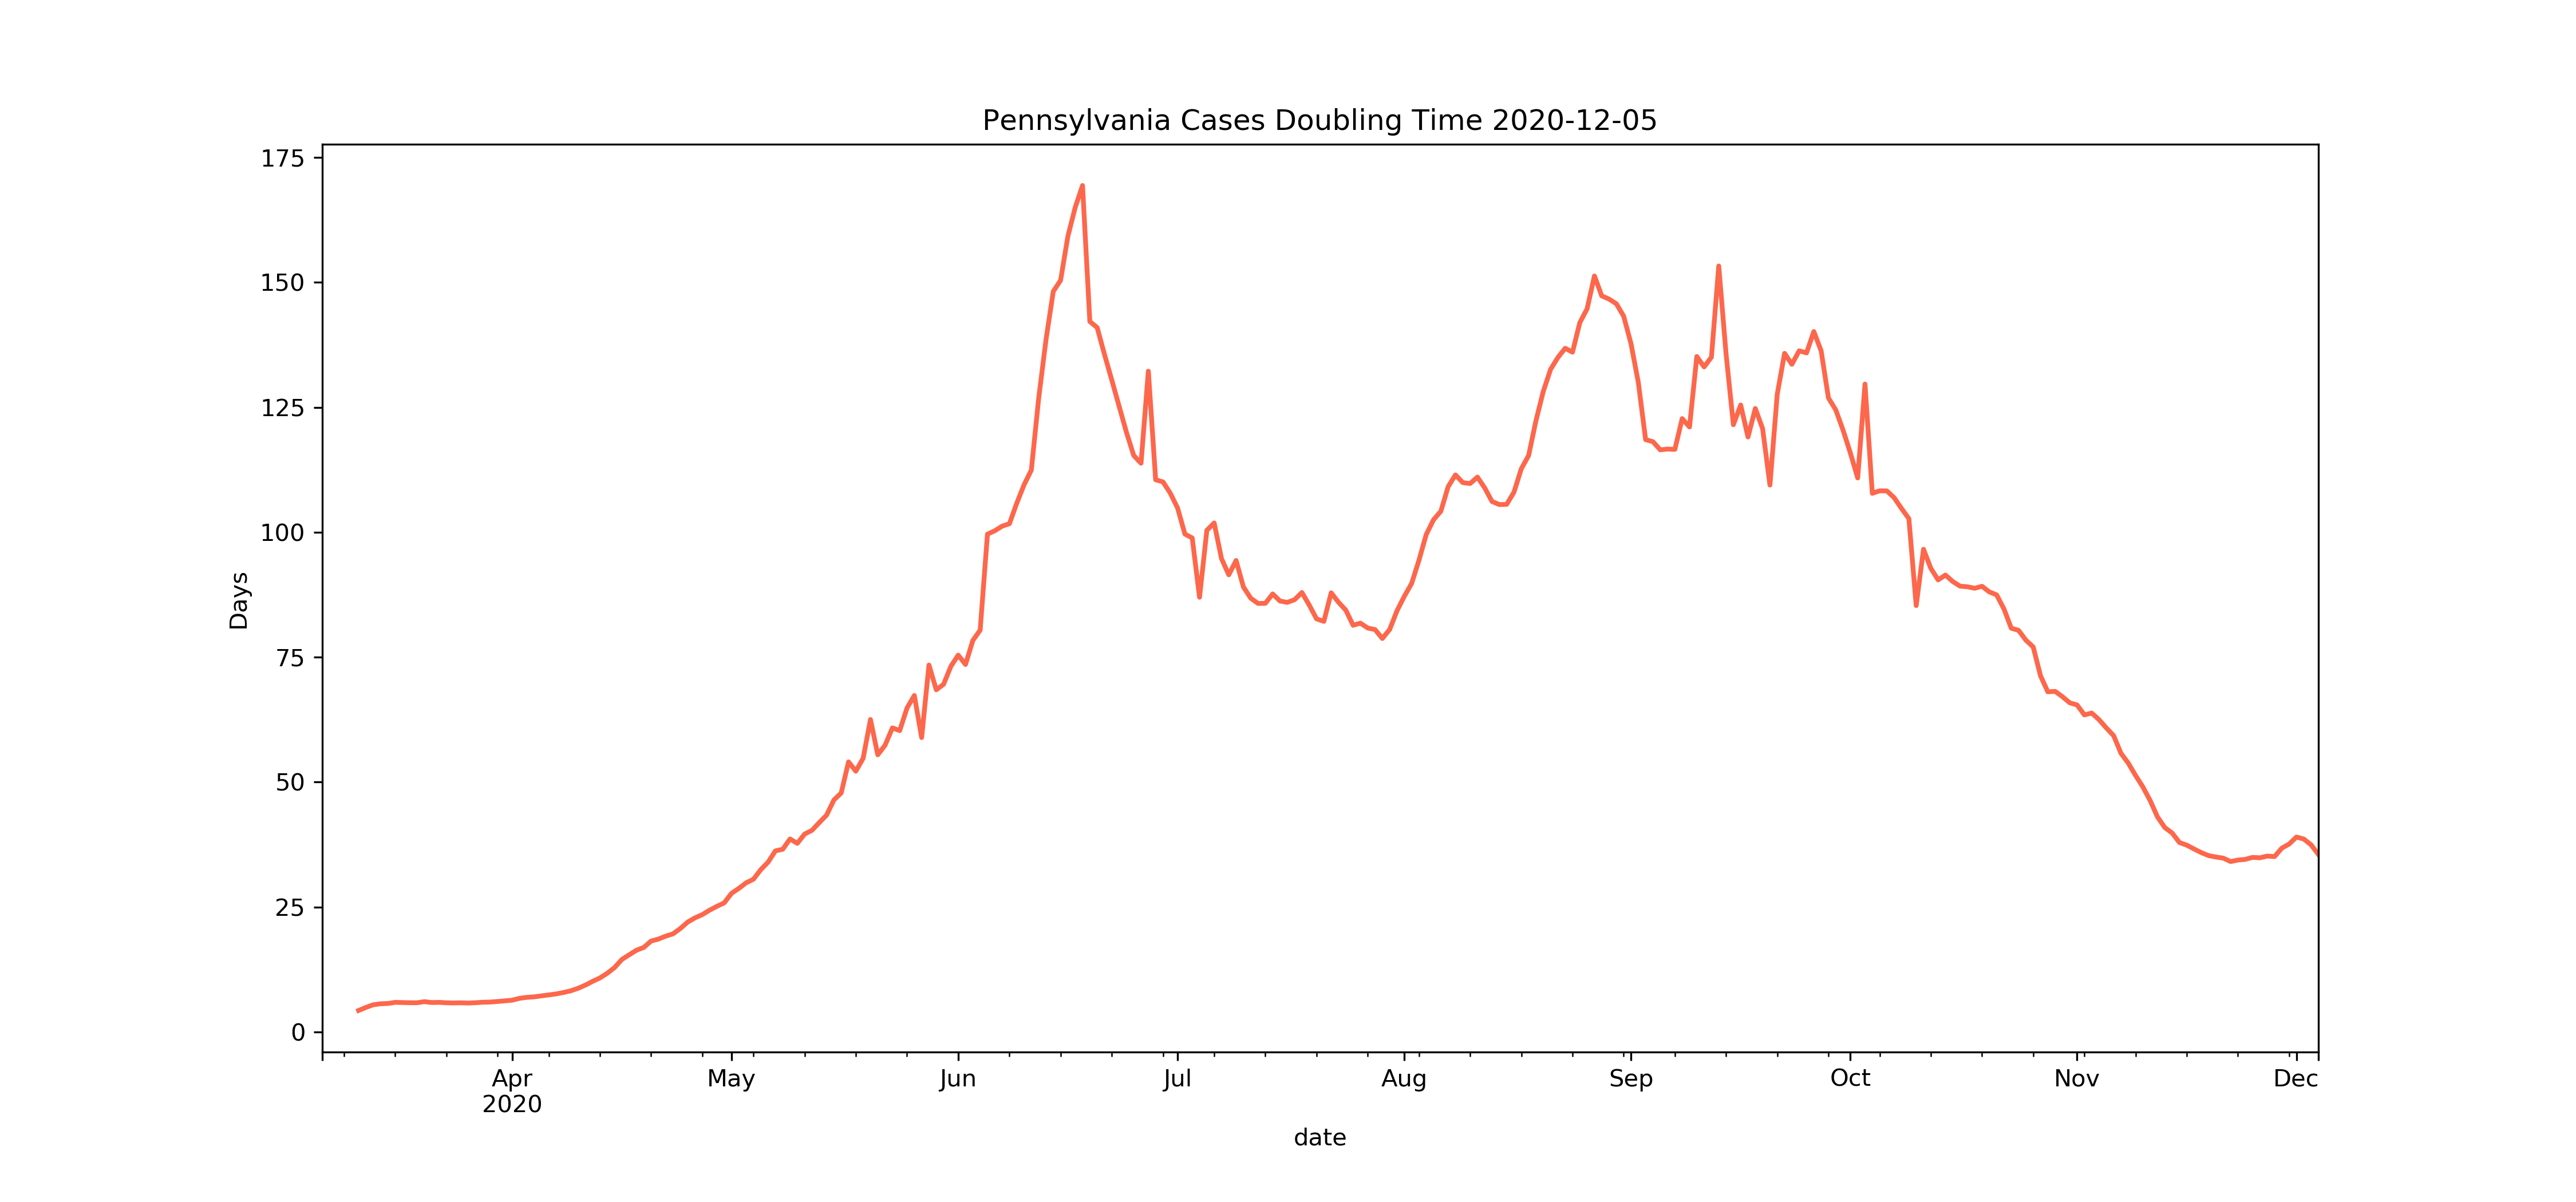 Pennsylvania Cases Doubling Time 2020-12-05
175
150
125
100
75
50
25
0
Days
Apr May Jun Jul Aug Sep Oct Nov Dec
2020
date